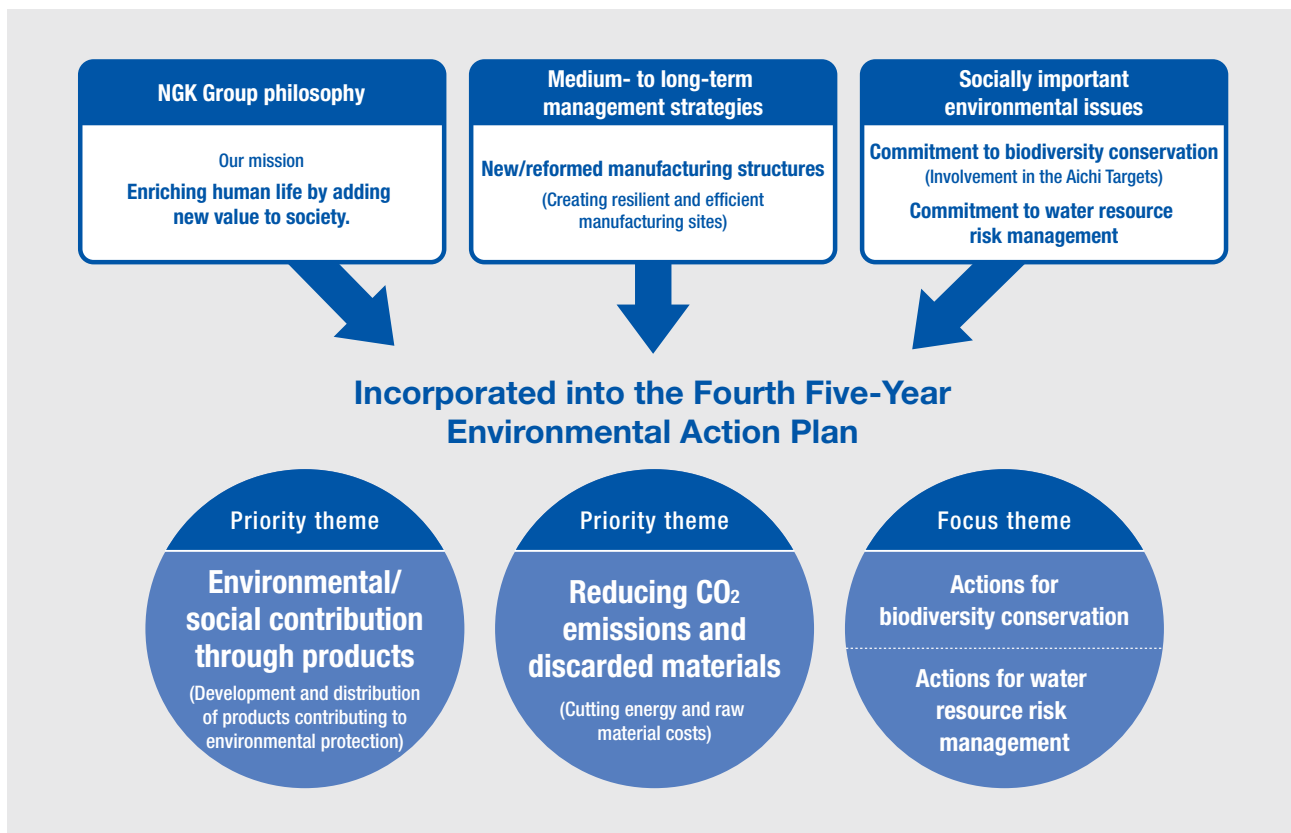 NGK Group philosophy
Our mission
Enriching human life by adding
new value to society.
Medium- to long-term
management strategies
New/reformed manufacturing structures
(Creating resilient and efficient
manufacturing sites)
Socially important
environmental issues
Commitment to biodiversity conservation
(Involvement in the Aichi Targets)
Commitment to water resource
risk management
Incorporated into the Fourth Five-Year
Environmental Action Plan
Priority theme
Environmental/
social contribution
through products
(Development and distribution
of products contributing to
environmental protection)
Priority theme
Reducing CO2
emissions and
discarded materials
(Cutting energy and raw
material costs)
Focus theme
Actions for
biodiversity conservation
Actions for water
resource risk
management